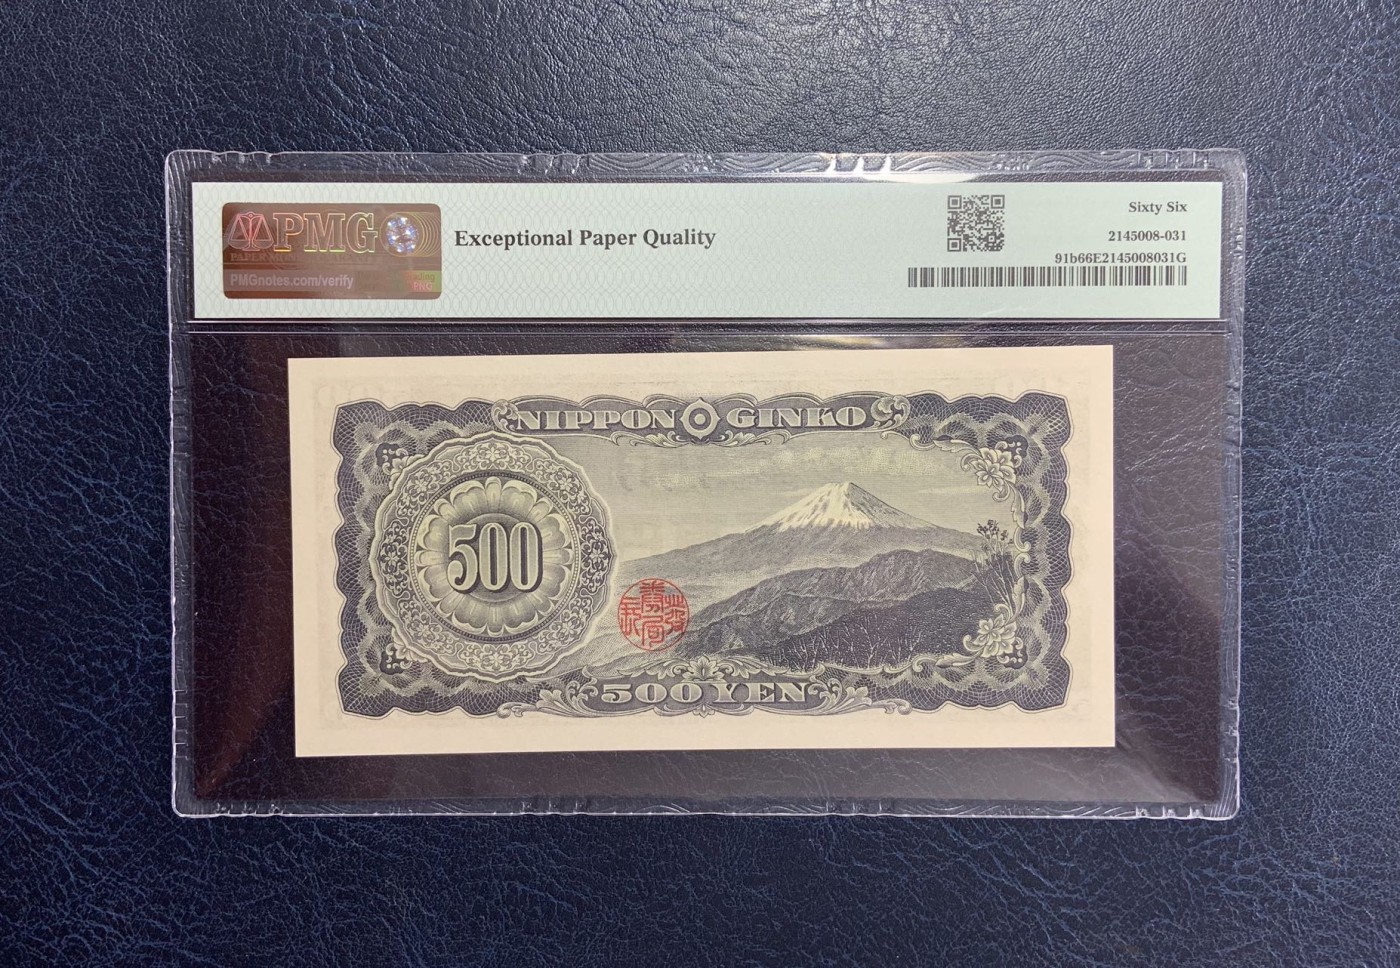 PMG
PMGnotes.com/verify
Exceptional Paper Quality
Sixty Six
2145008-031
91b66E2145008031G
NIPPON GINKO
500
500 YEN